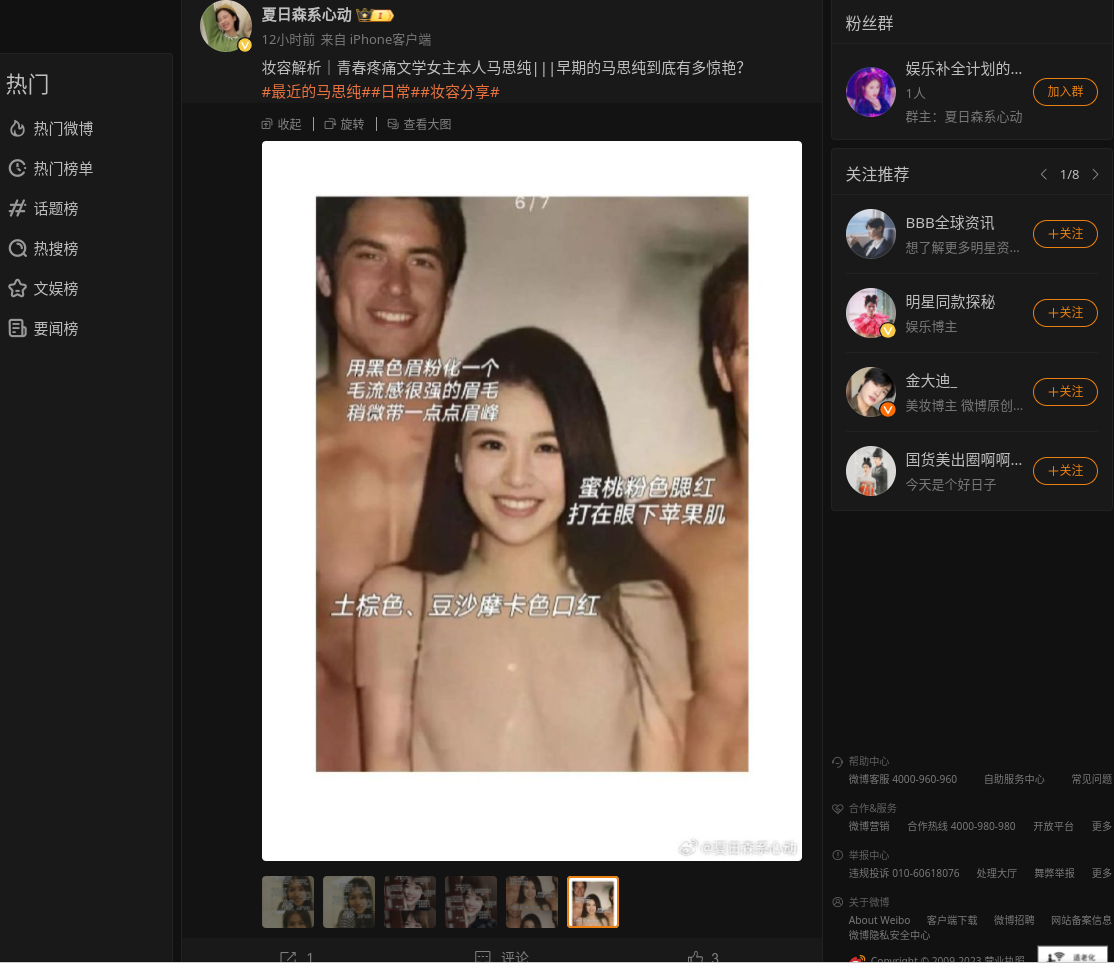 夏日森系心动
12小时前 来自 iPhone客户端
妆容解析｜青春疼痛文学女主本人马思纯|||早期的马思纯到底有多惊艳？
#最近的马思纯##日常##妆容分享#
收起
旋转
查看大图
6 / 7
用黑色眉粉化一个
毛流感很强的眉毛
稍微带一点点眉峰
蜜桃粉色腮红
打在眼下苹果肌
土棕色、豆沙摩卡色口红
@夏日森系心动
1
评论
3
热门
热门微博
热门榜单
话题榜
热搜榜
文娱榜
要闻榜
粉丝群
娱乐补全计划的...
1人
群主：夏日森系心动
加入群
关注推荐
1/8
BBB全球资讯
想了解更多明星资...
+关注
明星同款探秘
娱乐博主
+关注
金大迪_
美妆博主 微博原创...
+关注
国货美出圈啊啊...
今天是个好日子
+关注
帮助中心
微博客服 4000-960-960 自助服务中心 常见问题
合作&服务
微博营销 合作热线 4000-980-980 开放平台 更多
举报中心
违规投诉 010-60618076 处理大厅 舞弊举报 更多
关于微博
About Weibo 客户端下载 微博招聘 网站备案信息
微博隐私安全中心
Copyright © 2009-2023 营业执照
适老化